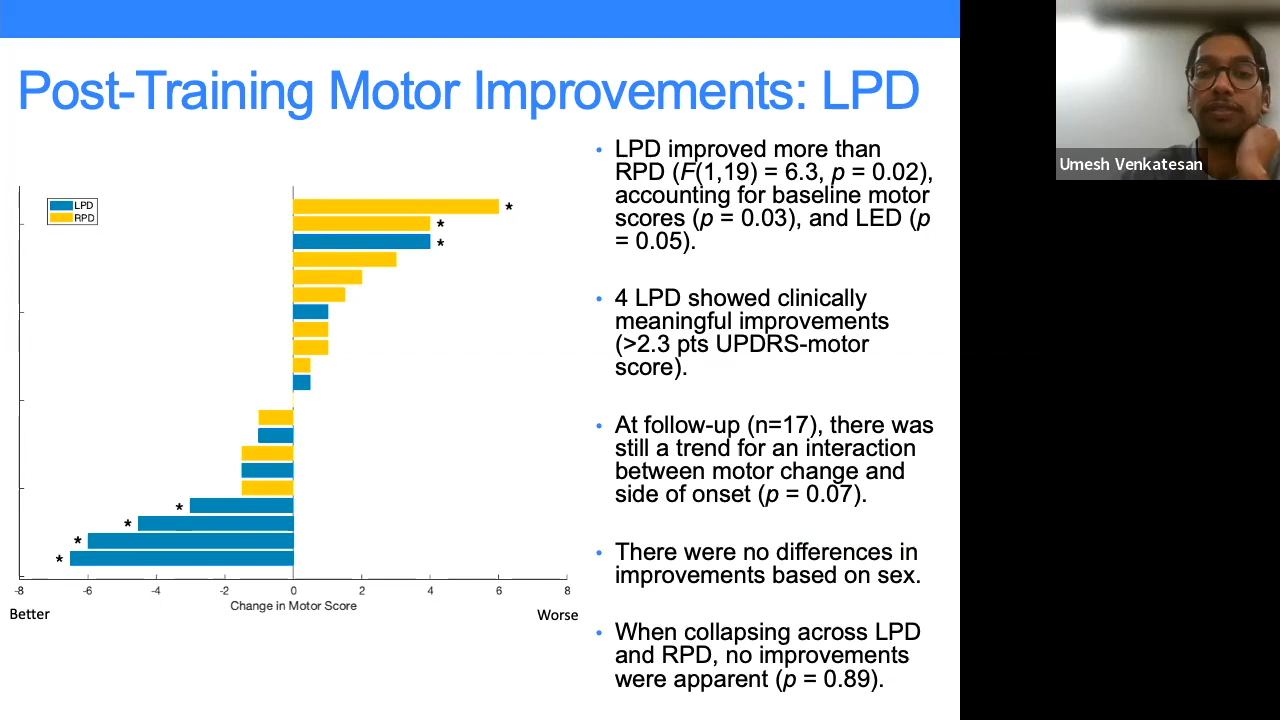 Post-Training Motor Improvements: LPD
LPD
RPD
*
*
*
*
*
*
*
-8 -6 -4 -2 0 2 4 6 8
Change in Motor Score
Better
Worse
• LPD improved more than
RPD (F(1,19) = 6.3, p = 0.02),
accounting for baseline motor
scores (p = 0.03), and LED (p
= 0.05).
• 4 LPD showed clinically
meaningful improvements
(>2.3 pts UPDRS-motor
score).
• At follow-up (n=17), there was
still a trend for an interaction
between motor change and
side of onset (p = 0.07).
• There were no differences in
improvements based on sex.
• When collapsing across LPD
and RPD, no improvements
were apparent (p = 0.89).
Umesh Venkatesan